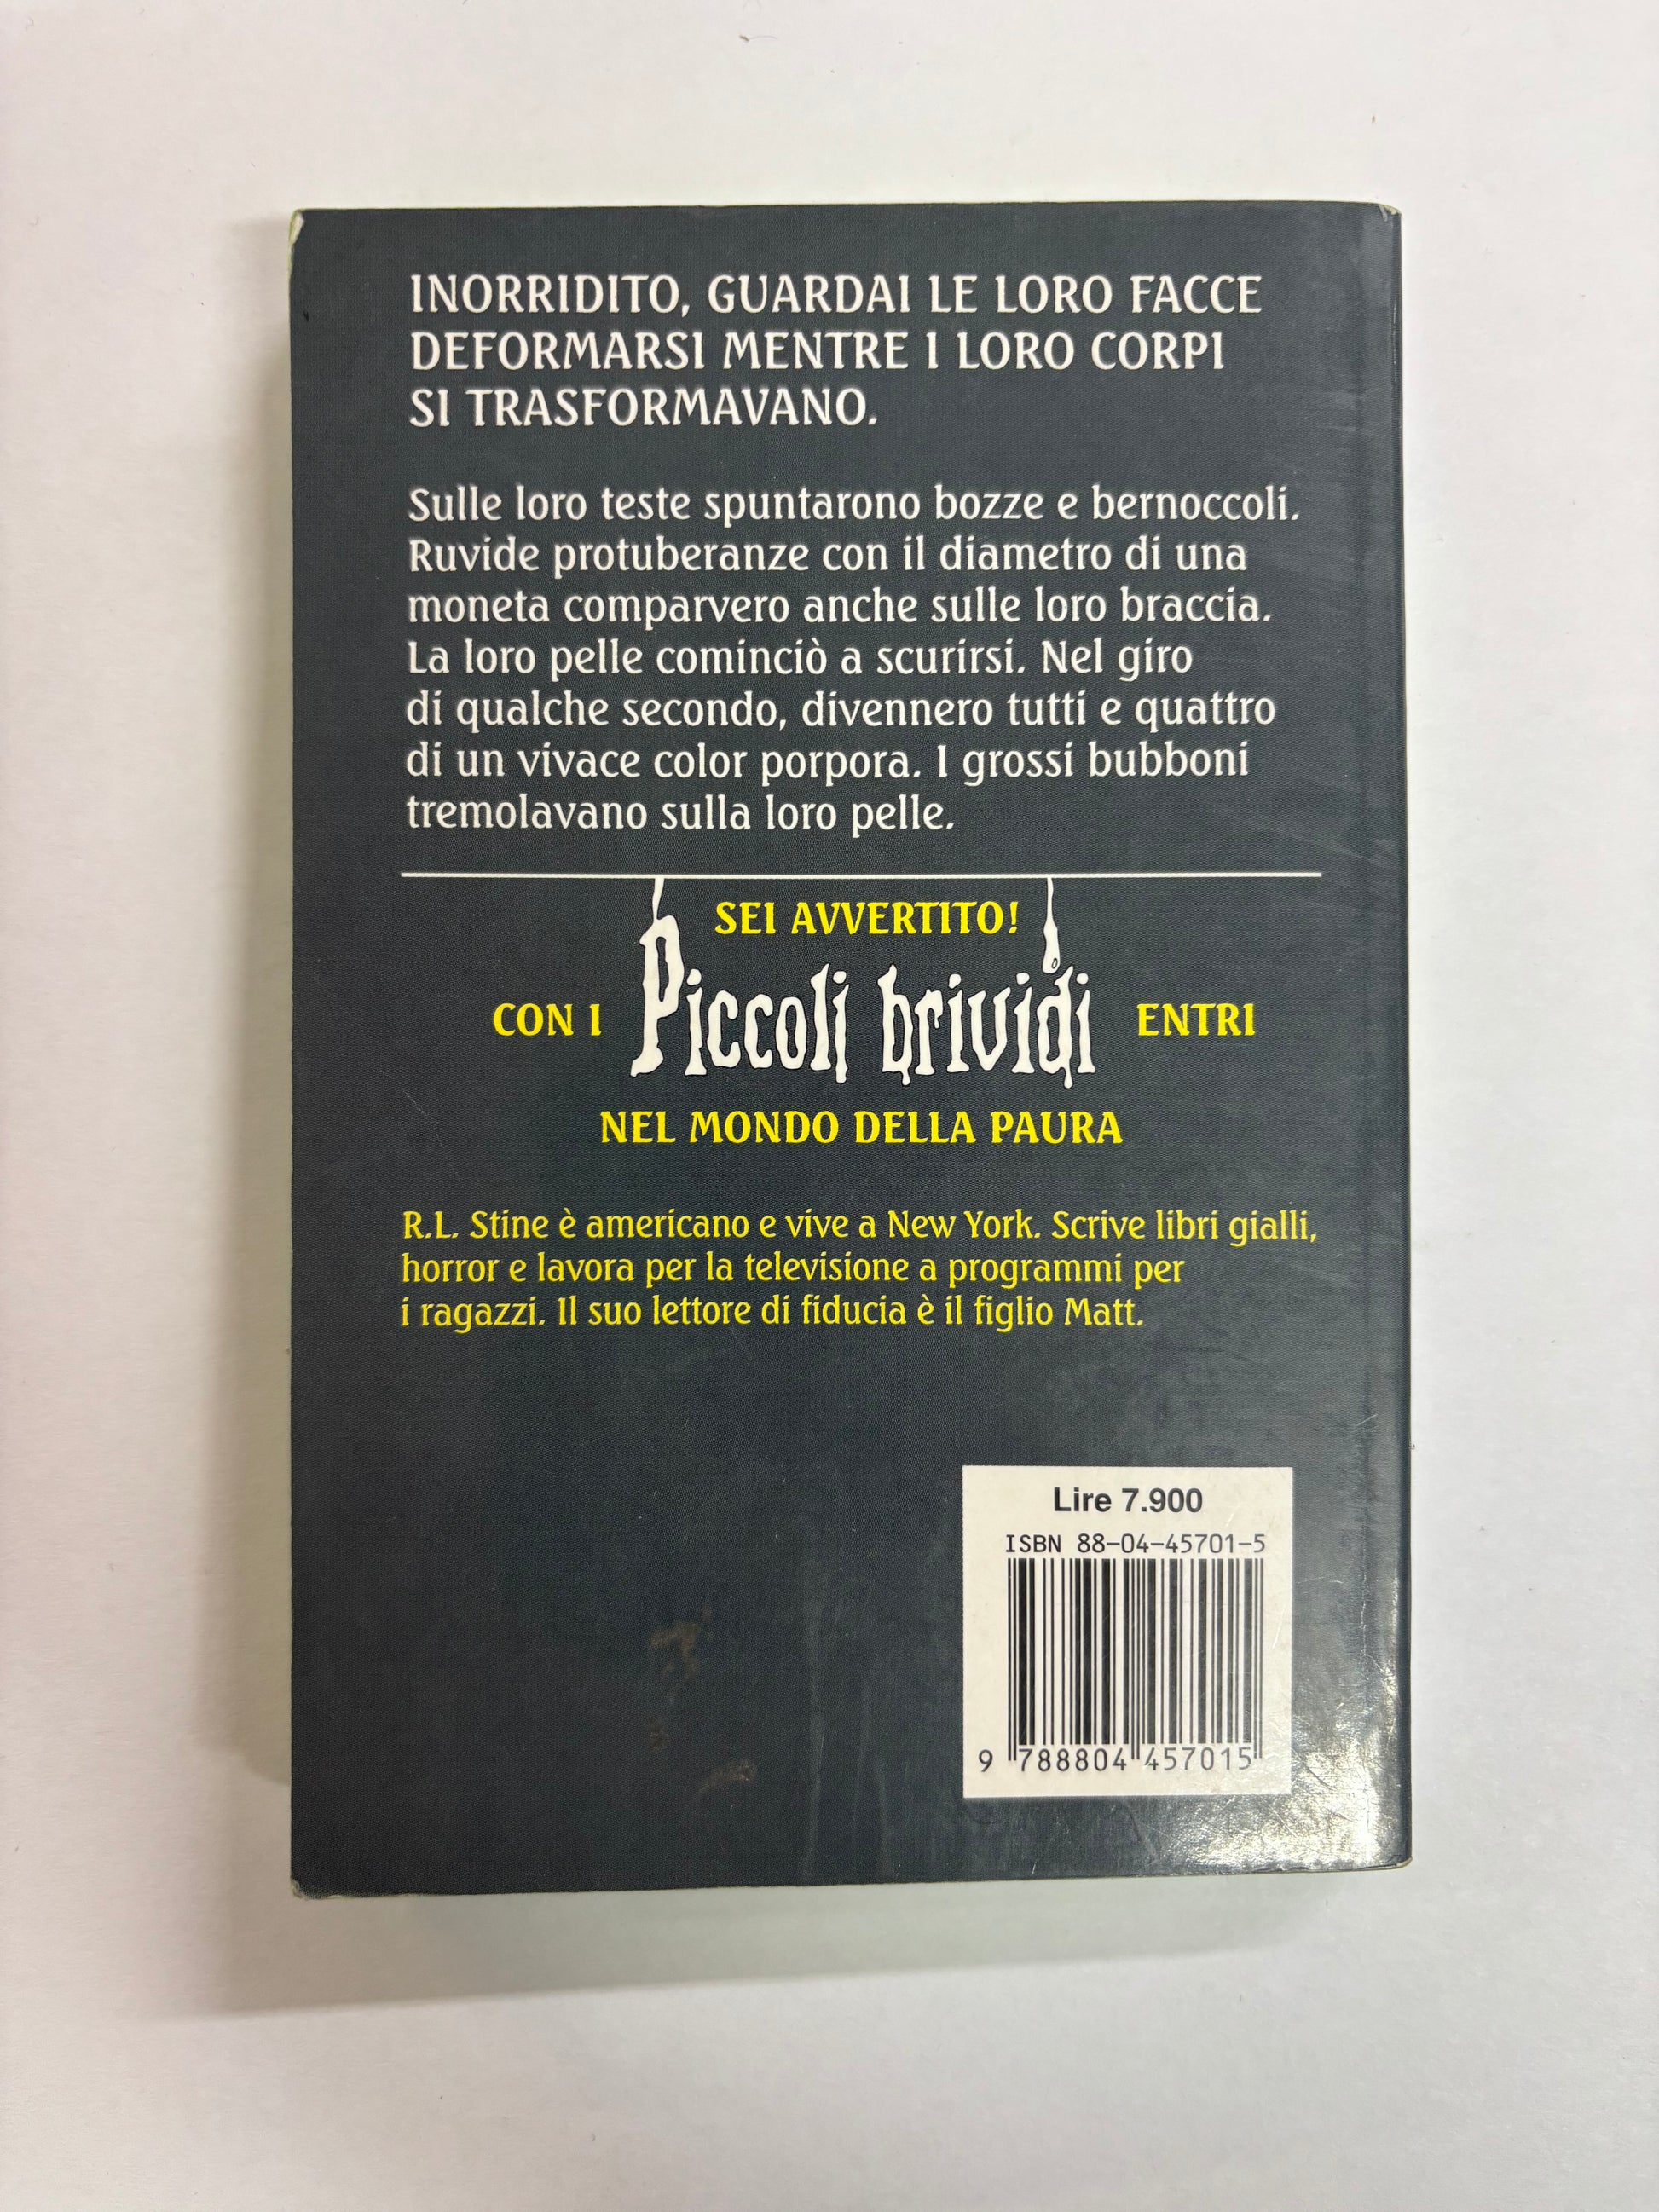 INORRIDITO, GUARDAI LE LORO FACCE
DEFORMARSI MENTRE I LORO CORPI
SI TRASFORMAVANO.
Sulle loro teste spuntarono bozze e bernoccoli.
Ruvide protuberanze con il diametro di una
moneta comparvero anche sulle loro braccia.
La loro pelle cominciò a scurirsi. Nel giro
di qualche secondo, divennero tutti e quattro
di un vivace color porpora. I grossi bubboni
tremolavano sulla loro pelle.
SEI AVVERTITO!
CON I Piccoli brividi ENTRI
NEL MONDO DELLA PAURA
R.L. Stine è americano e vive a New York. Scrive libri gialli,
horror e lavora per la televisione a programmi per
i ragazzi. Il suo lettore di fiducia è il figlio Matt.
Lire 7.900
ISBN 88-04-45701-5
9 788804 457015